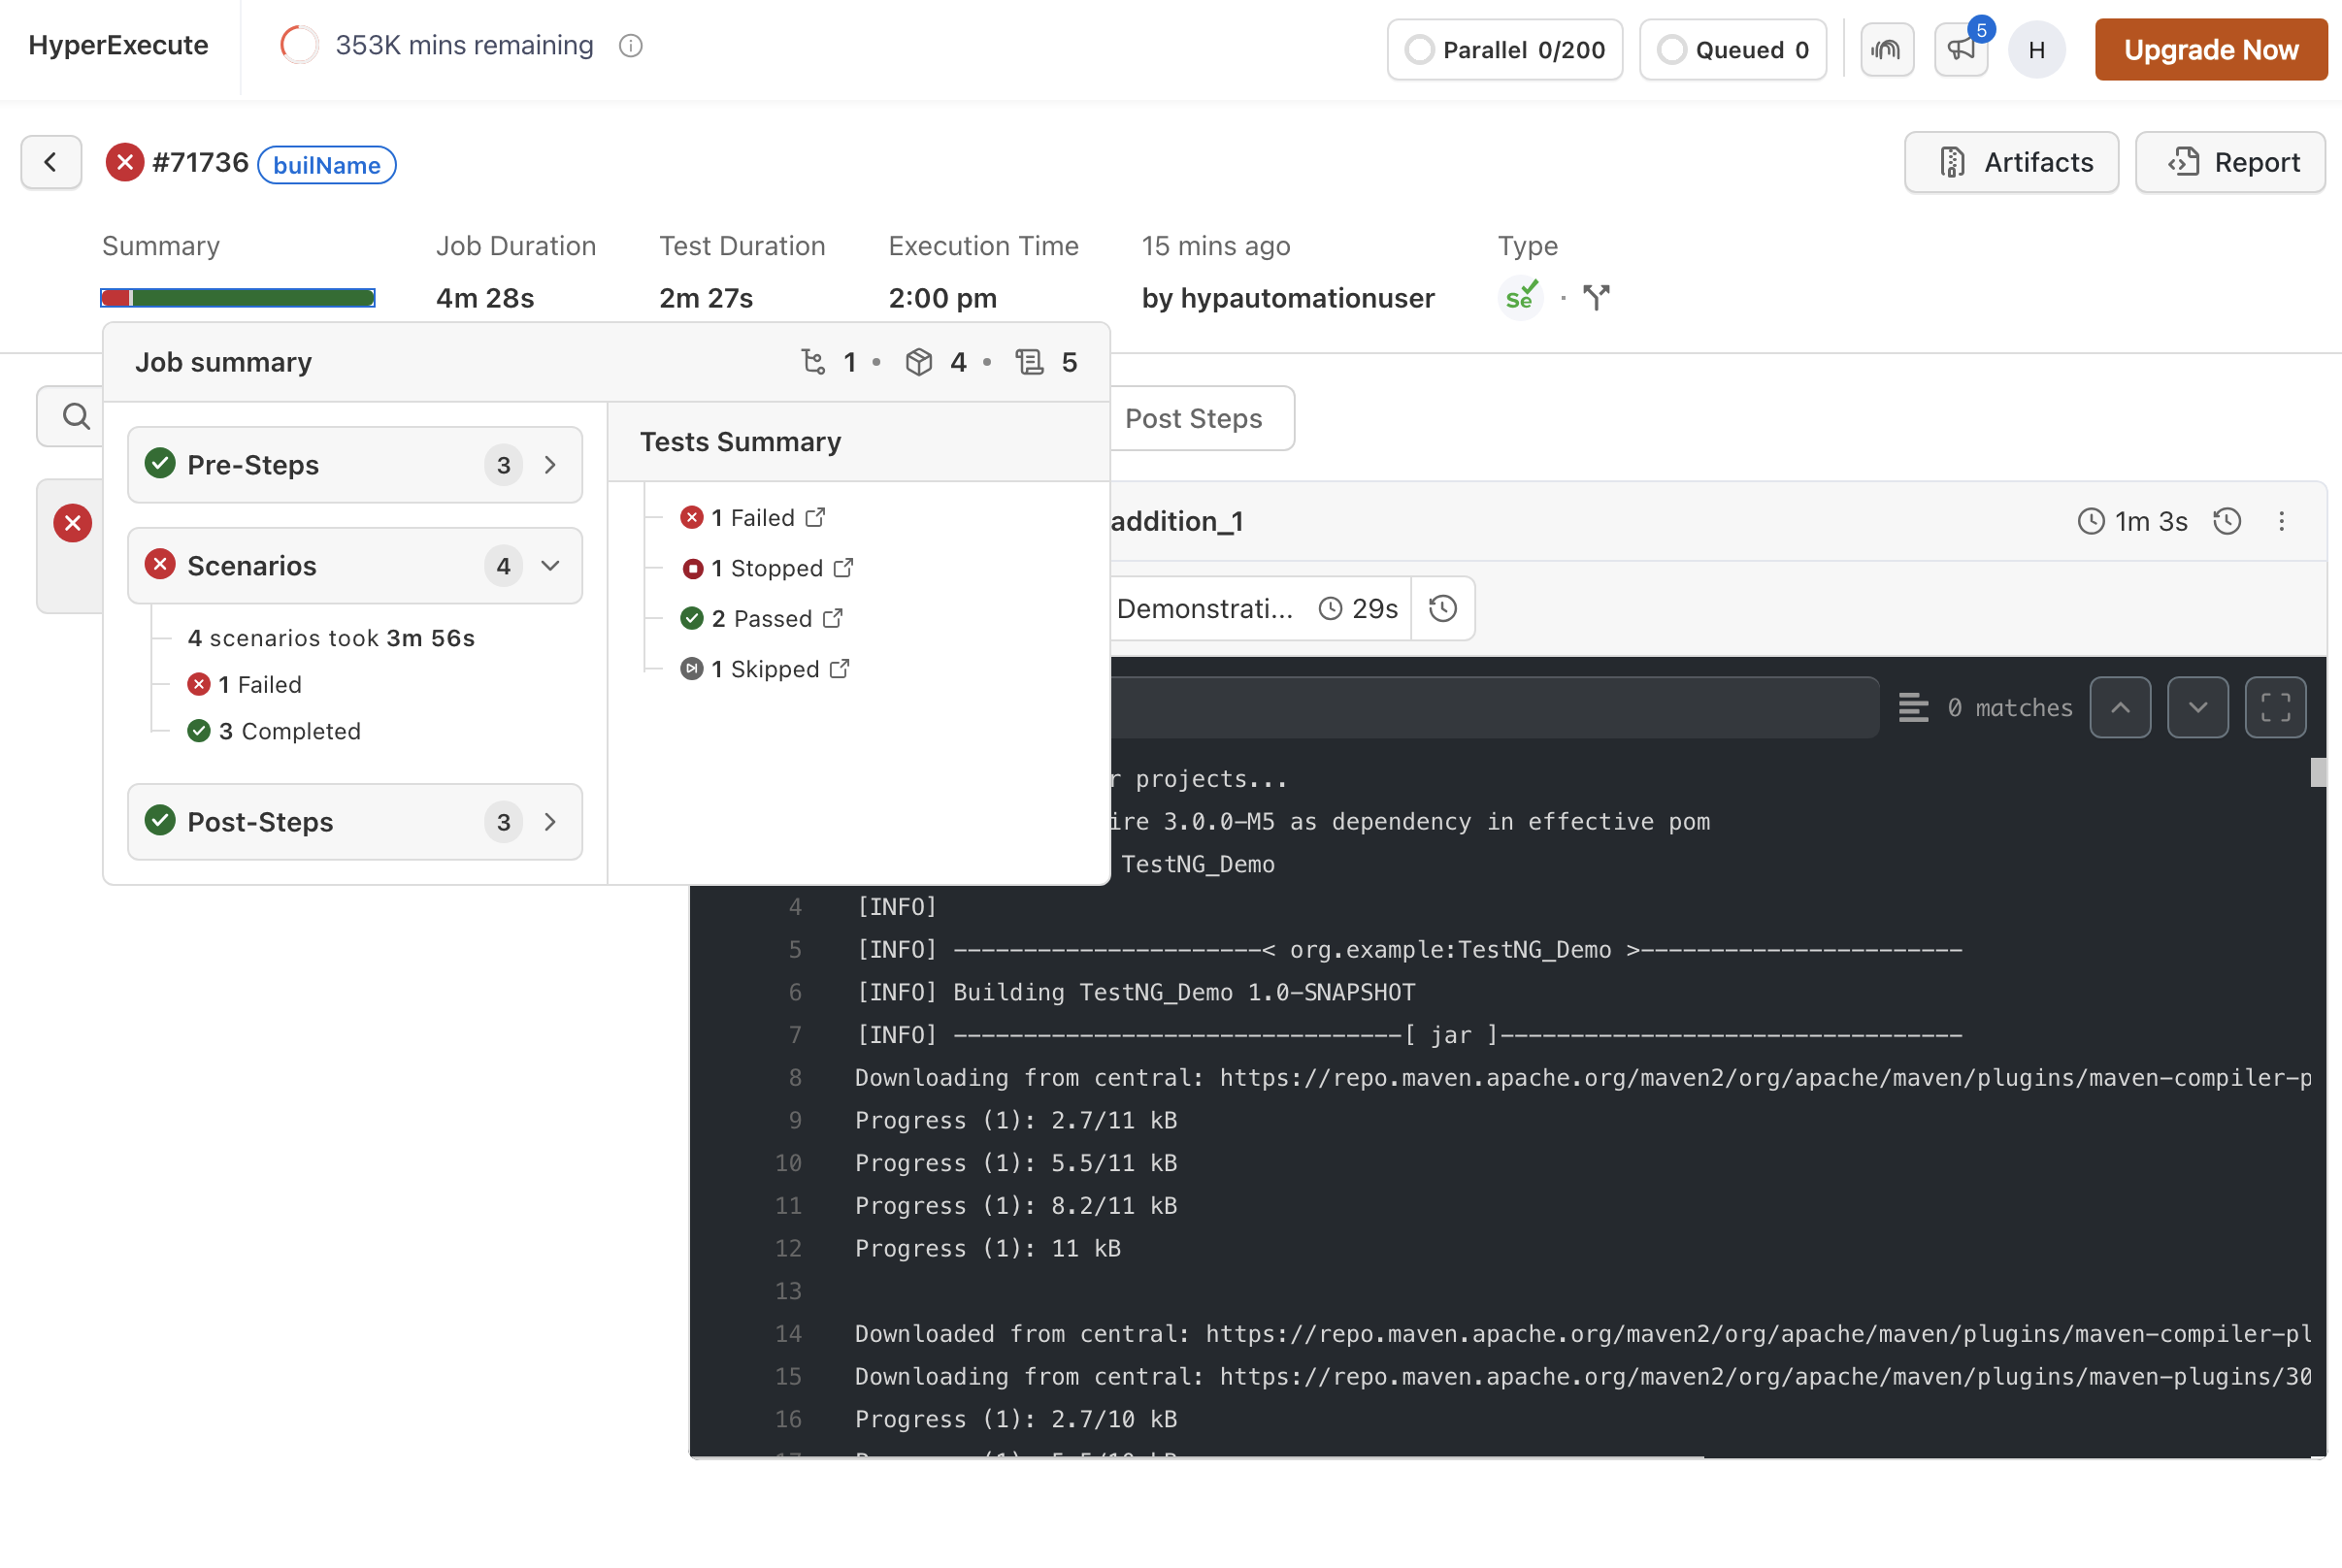 HyperExecute
353K mins remaining
Parallel 0/200
Queued 0
5
H
Upgrade Now
#71736
builName
Artifacts
Report
Summary
Job Duration
Test Duration
Execution Time
15 mins ago
Type
4m 28s
2m 27s
2:00 pm
by hypautomationuser
se
Job summary
1 • 4 • 5
Post Steps
Pre-Steps 3
Tests Summary
1 Failed
1 Stopped
2 Passed
1 Skipped
Scenarios 4
4 scenarios took 3m 56s
1 Failed
3 Completed
Post-Steps 3
addition_1
1m 3s
Demonstrati...
29s
0 matches
r projects...
ire 3.0.0-M5 as dependency in effective pom
TestNG_Demo
4 [INFO]
5 [INFO] ----------------------< org.example:TestNG_Demo >-----------------------
6 [INFO] Building TestNG_Demo 1.0-SNAPSHOT
7 [INFO] --------------------------------[ jar ]---------------------------------
8 Downloading from central: https://repo.maven.apache.org/maven2/org/apache/maven/plugins/maven-compiler-p
9 Progress (1): 2.7/11 kB
10 Progress (1): 5.5/11 kB
11 Progress (1): 8.2/11 kB
12 Progress (1): 11 kB
13
14 Downloaded from central: https://repo.maven.apache.org/maven2/org/apache/maven/plugins/maven-compiler-pl
15 Downloading from central: https://repo.maven.apache.org/maven2/org/apache/maven/plugins/maven-plugins/30
16 Progress (1): 2.7/10 kB